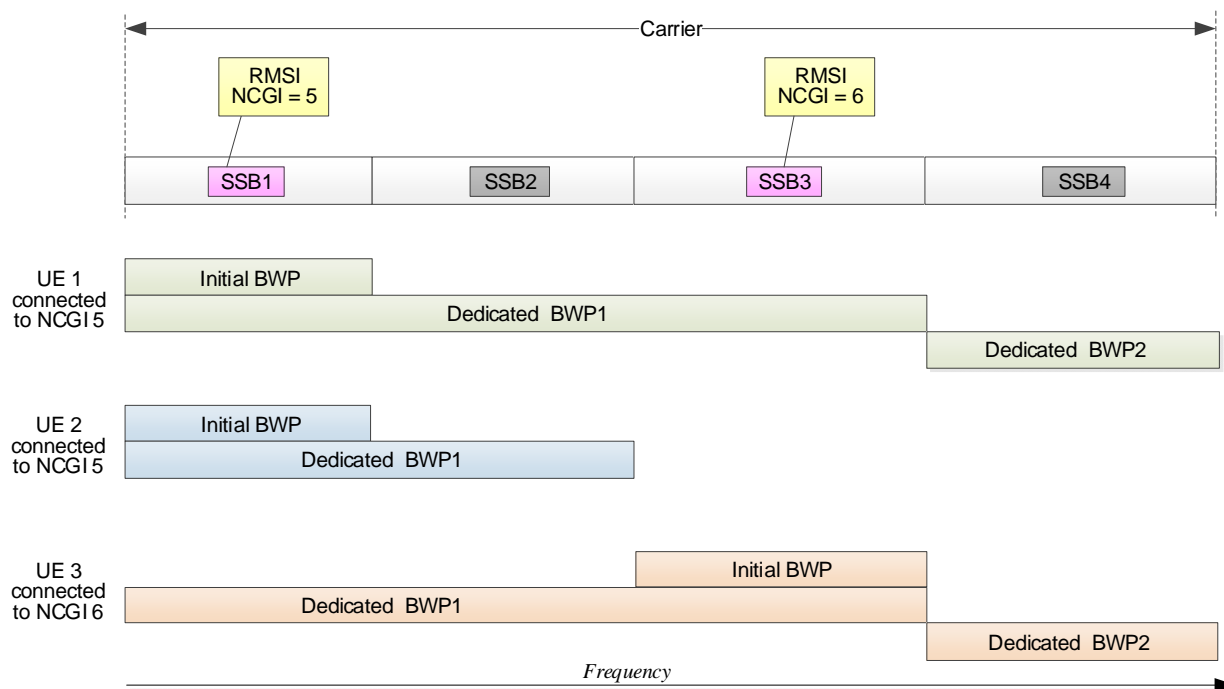 Carrier
RMSI
NCGI = 5
RMSI
NCGI = 6
SSB1
SSB2
SSB3
SSB4
UE 1
connected
to NCGI 5
Initial BWP
Dedicated BWP1
Dedicated BWP2
UE 2
connected
to NCGI 5
Initial BWP
Dedicated BWP1
UE 3
connected
to NCGI 6
Initial BWP
Dedicated BWP1
Dedicated BWP2
Frequency